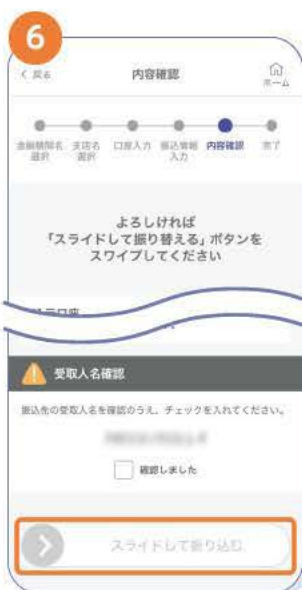 6
く 戻る
内容確認
ホーム
金融機関名
選択
支店名
選択
口座入力
振込情報
入力
内容確認
完了
よろしければ
「スライドして振り替える」ボタンを
スワイプしてください
受取人名確認
振込先の受取人名を確認のうえ、チェックを入れてください。
確認しました
スライドして振り込む